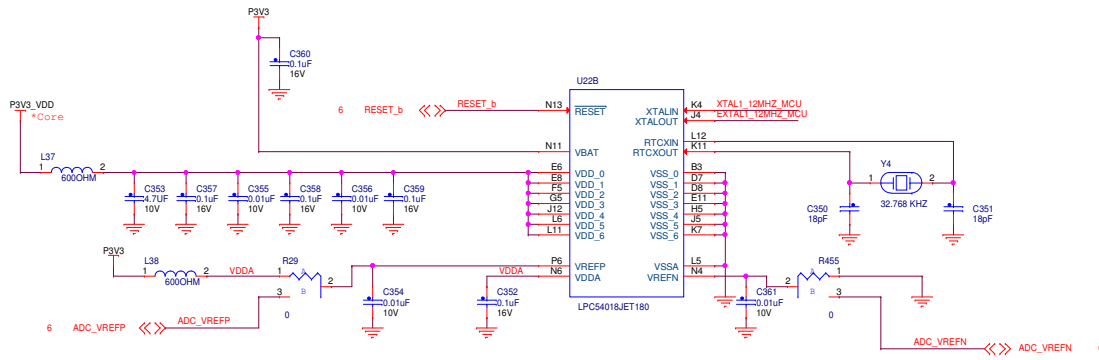 P3V3
C360
0.1uF
16V
U22B
P3V3_VDD
*Core
6 RESET_b RESET_b N13 RESET
XTALIN K4 XTAL1_12MHZ_MCU
XTALOUT J4 EXTAL1_12MHZ_MCU
RTCXIN L12
RTCXOUT K11
N11 VBAT
L37
1 2
600OHM
Y4
1 2
32.768 KHZ
E6 VDD_0 VSS_0 B3
E8 VDD_1 VSS_1 D7
F5 VDD_2 VSS_2 D8
G5 VDD_3 VSS_3 E11
J12 VDD_4 VSS_4 H5
L6 VDD_5 VSS_5 J5
L11 VDD_6 VSS_6 K7
C353
4.7UF
10V
C357
0.1uF
16V
C355
0.01uF
10V
C358
0.1uF
16V
C356
0.01uF
10V
C359
0.1uF
16V
C350
18pF
C351
18pF
P3V3
L38
1 2
600OHM
VDDA
R29
1 2
3
B
0
P6 VREFP VSSA L5
VDDA N6 VDDA VREFN N4
C354
0.01uF
10V
C352
0.1uF
16V
LPC54018JET180
C361
0.01uF
10V
R455
2 1
3
B
0
6 ADC_VREFP ADC_VREFP
ADC_VREFN ADC_VREFN